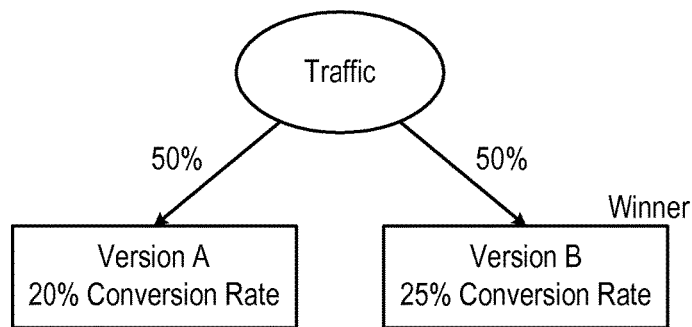 Traffic
50%
50%
Winner
Version A
20% Conversion Rate
Version B
25% Conversion Rate